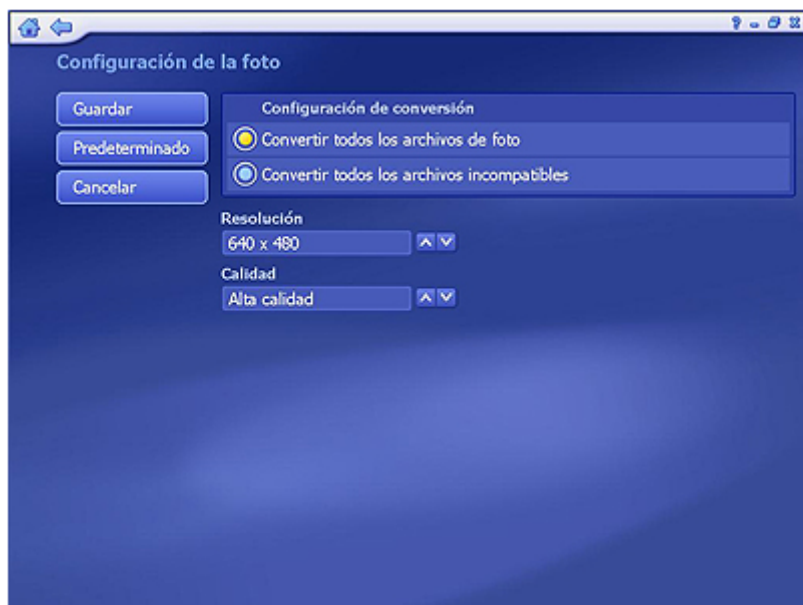 Configuración de la foto
Guardar
Predeterminado
Cancelar
Configuración de conversión
Convertir todos los archivos de foto
Convertir todos los archivos incompatibles
Resolución
640 x 480
Calidad
Alta calidad